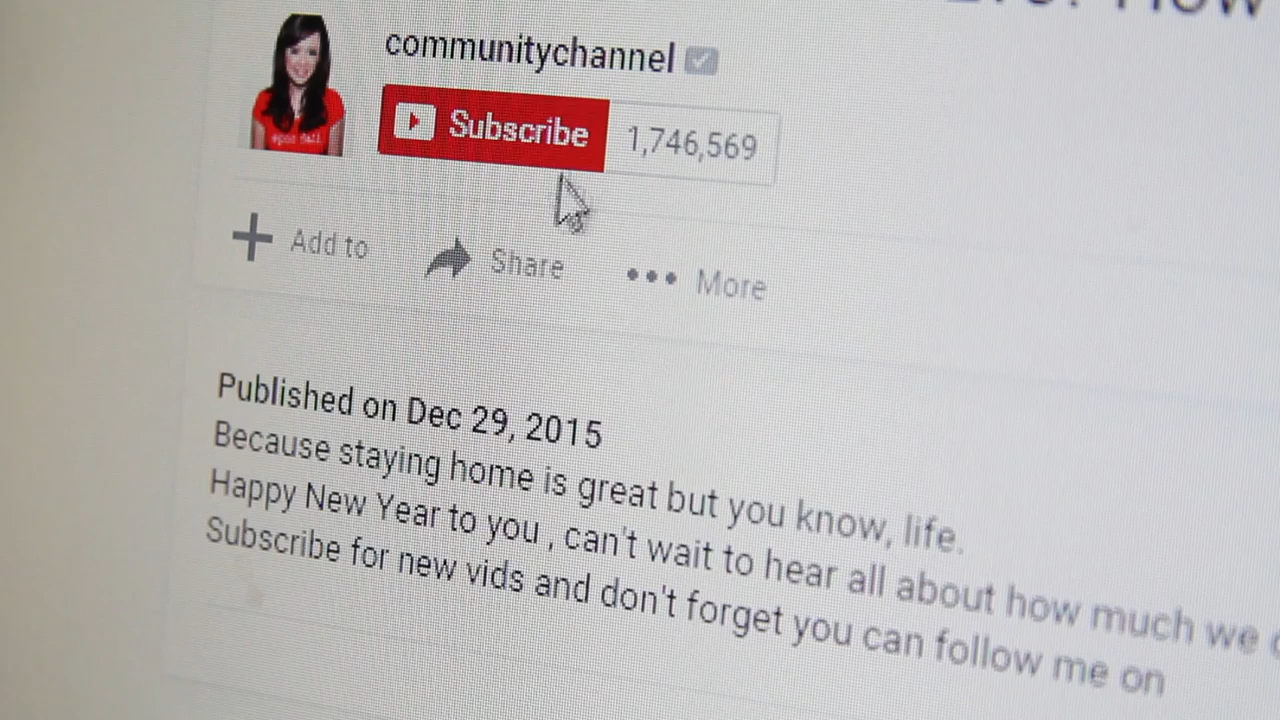 How
communitychannel
Subscribe 1,746,569
Add to Share More
Published on Dec 29, 2015
Because staying home is great but you know, life.
Happy New Year to you , can't wait to hear all about how much we
Subscribe for new vids and don't forget you can follow me on